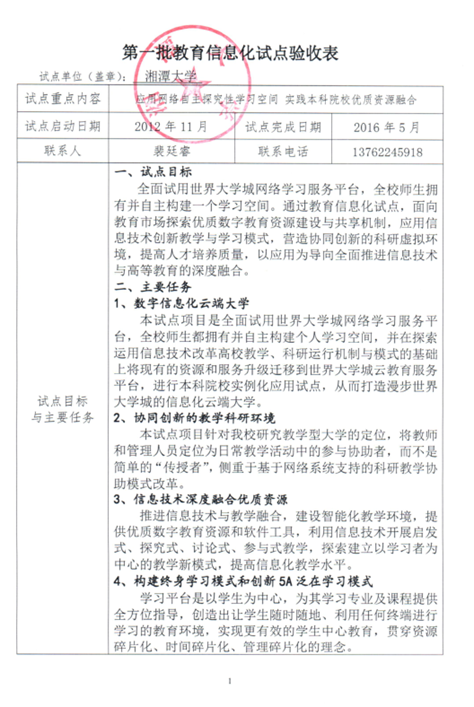 第一批教育信息化试点验收表
试点单位（盖章）： 湘潭大学
试点重点内容 应用网络自主探究性学习空间 实践本科院校优质资源融合
试点启动日期 2012 年 11 月 试点完成日期 2016 年 5 月
联系人 裴廷睿 联系电话 13762245918
一、试点目标
全面试用世界大学城网络学习服务平台，全校师生拥
有并自主构建一个学习空间。通过教育信息化试点，面向
教育市场探索优质数字教育资源建设与共享机制，应用信
息技术创新教学与学习模式，营造协同创新的科研虚拟环
境，提高人才培养质量，以应用为导向全面推进信息技术
与高等教育的深度融合。
二、主要任务
1、数字信息化云端大学
本试点项目是全面试用世界大学城网络学习服务平
台，全校师生都拥有并自主构建个人学习空间，并在探索
运用信息技术改革高校教学、科研运行机制与模式的基础
上将现有的资源和服务升级迁移到世界大学城云教育服务
平台，进行本科院校实例化应用试点，从而打造漫步世界
大学城的信息化云端大学。
试点目标
与主要任务
2、协同创新的教学科研环境
本试点项目针对我校研究教学型大学的定位，将教师
和管理人员定位为日常教学活动中的参与协助者，而不是
简单的“传授者”，侧重于基于网络系统支持的科研教学协
助模式改革。
3、信息技术深度融合优质资源
推进信息技术与教学融合，建设智能化教学环境，提
供优质数字教育资源和软件工具，利用信息技术开展启发
式、探究式、讨论式、参与式教学，探索建立以学习者为
中心的教学新模式，提高信息化教学水平。
4、构建终身学习模式和创新 5A 泛在学习模式
学习平台是以学生为中心，为其学习专业及课程提供
全方位指导，创造出让学生随时随地、利用任何终端进行
学习的教育环境，实现更有效的学生中心教育，贯穿资源
碎片化、时间碎片化、管理碎片化的理念。
1